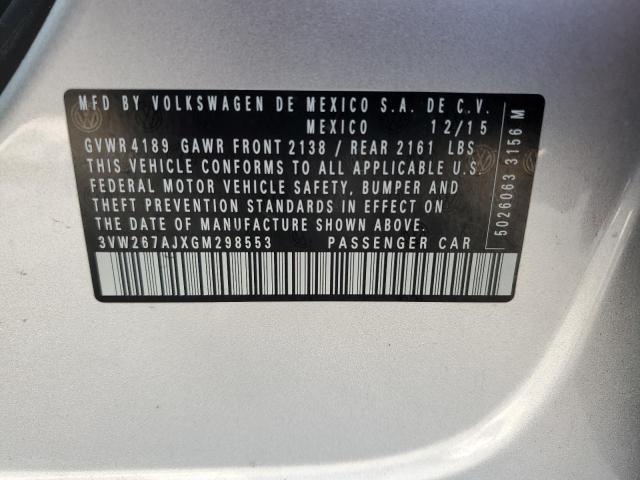 MFD BY VOLKSWAGEN DE MEXICO S.A. DE C.V.
MEXICO 12/15
GVWR 4189 GAWR FRONT 2138 / REAR 2161 LBS
THIS VEHICLE CONFORMS TO ALL APPLICABLE U.S.
FEDERAL MOTOR VEHICLE SAFETY, BUMPER AND
THEFT PREVENTION STANDARDS IN EFFECT ON
THE DATE OF MANUFACTURE SHOWN ABOVE.
3VW267AJXGM298553 PASSENGER CAR
5026063 3156 M